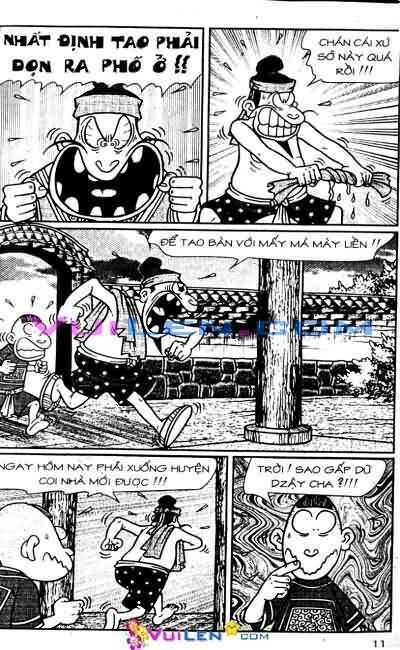 NHẤT ĐỊNH TAO PHẢI
DỌN RA PHỐ Ở !!
CHÁN CÁI XỨ
SỞ NÀY QUÁ
RỒI !!!
ĐỂ TAO BÀN VỚI MẤY MÁ MÀY LIỀN !!
VUILEN.COM
NGAY HÔM NAY PHẢI XUỐNG HUYỆN
COI NHÀ MỚI ĐƯỢC !!!
TRỜI ! SAO GẤP DŨ
DZẬY CHA ?!!!
11
VUILEN.COM